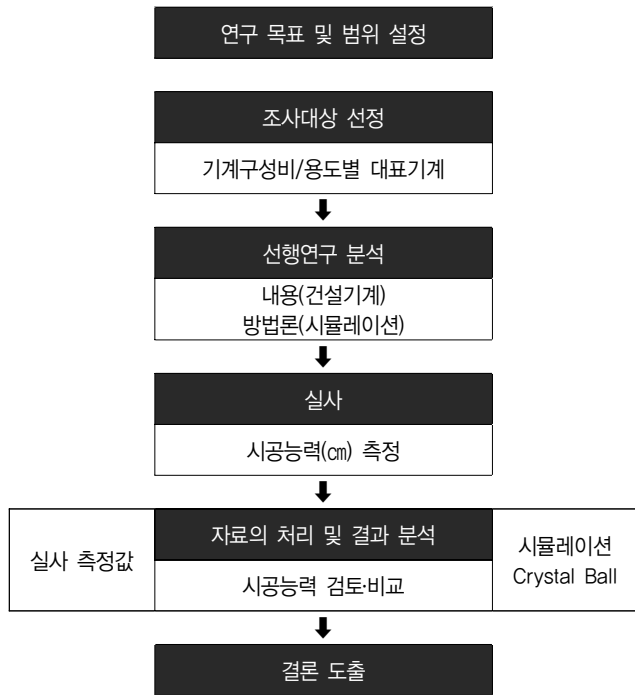 연구 목표 및 범위 설정
조사대상 선정
기계구성비/용도별 대표기계
선행연구 분석
내용(건설기계)
방법론(시뮬레이션)
실사
시공능력(㎝) 측정
실사 측정값
자료의 처리 및 결과 분석
시공능력 검토·비교
시뮬레이션
Crystal Ball
결론 도출